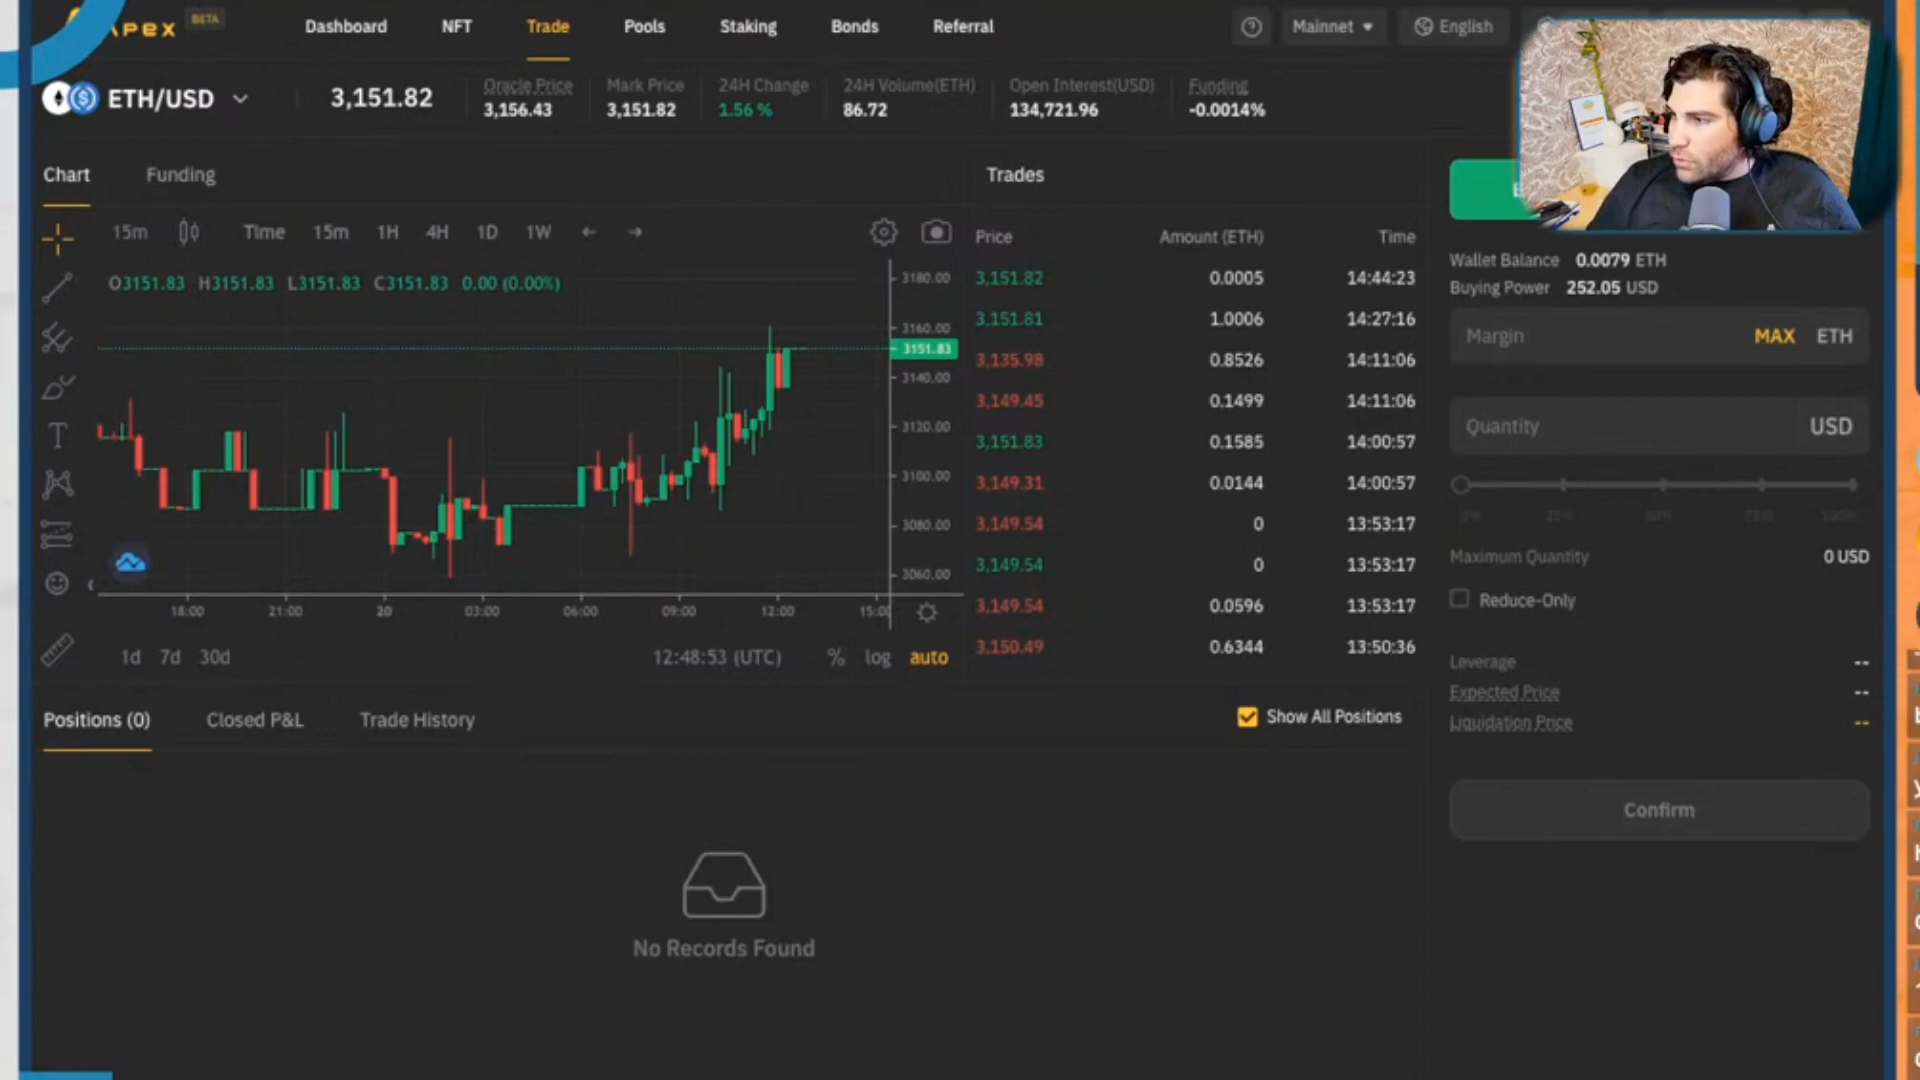 Apex BETA
Dashboard NFT Trade Pools Staking Bonds Referral
Mainnet English
ETH/USD
3,151.82
Oracle Price 3,156.43
Mark Price 3,151.82
24H Change 1.56 %
24H Volume(ETH) 86.72
Open Interest(USD) 134,721.96
Funding -0.0014%
Chart Funding
15m Time 15m 1H 4H 1D 1W
O3151.83 H3151.83 L3151.83 C3151.83 0.00 (0.00%)
3180.00
3160.00
3151.83
3140.00
3120.00
3100.00
3080.00
3060.00
18:00 21:00 20 03:00 06:00 09:00 12:00 15:00
1d 7d 30d
12:48:53 (UTC) % log auto
Trades
Price Amount (ETH) Time
3,151.82 0.0005 14:44:23
3,151.81 1.0006 14:27:16
3,135.98 0.8526 14:11:06
3,149.45 0.1499 14:11:06
3,151.83 0.1585 14:00:57
3,149.31 0.0144 14:00:57
3,149.54 0 13:53:17
3,149.54 0 13:53:17
3,149.54 0.0596 13:53:17
3,150.49 0.6344 13:50:36
Wallet Balance 0.0079 ETH
Buying Power 252.05 USD
Margin MAX ETH
Quantity USD
0% 25% 50% 75% 100%
Maximum Quantity 0 USD
Reduce-Only
Leverage --
Expected Price --
Liquidation Price --
Confirm
Positions (0) Closed P&L Trade History
Show All Positions
No Records Found